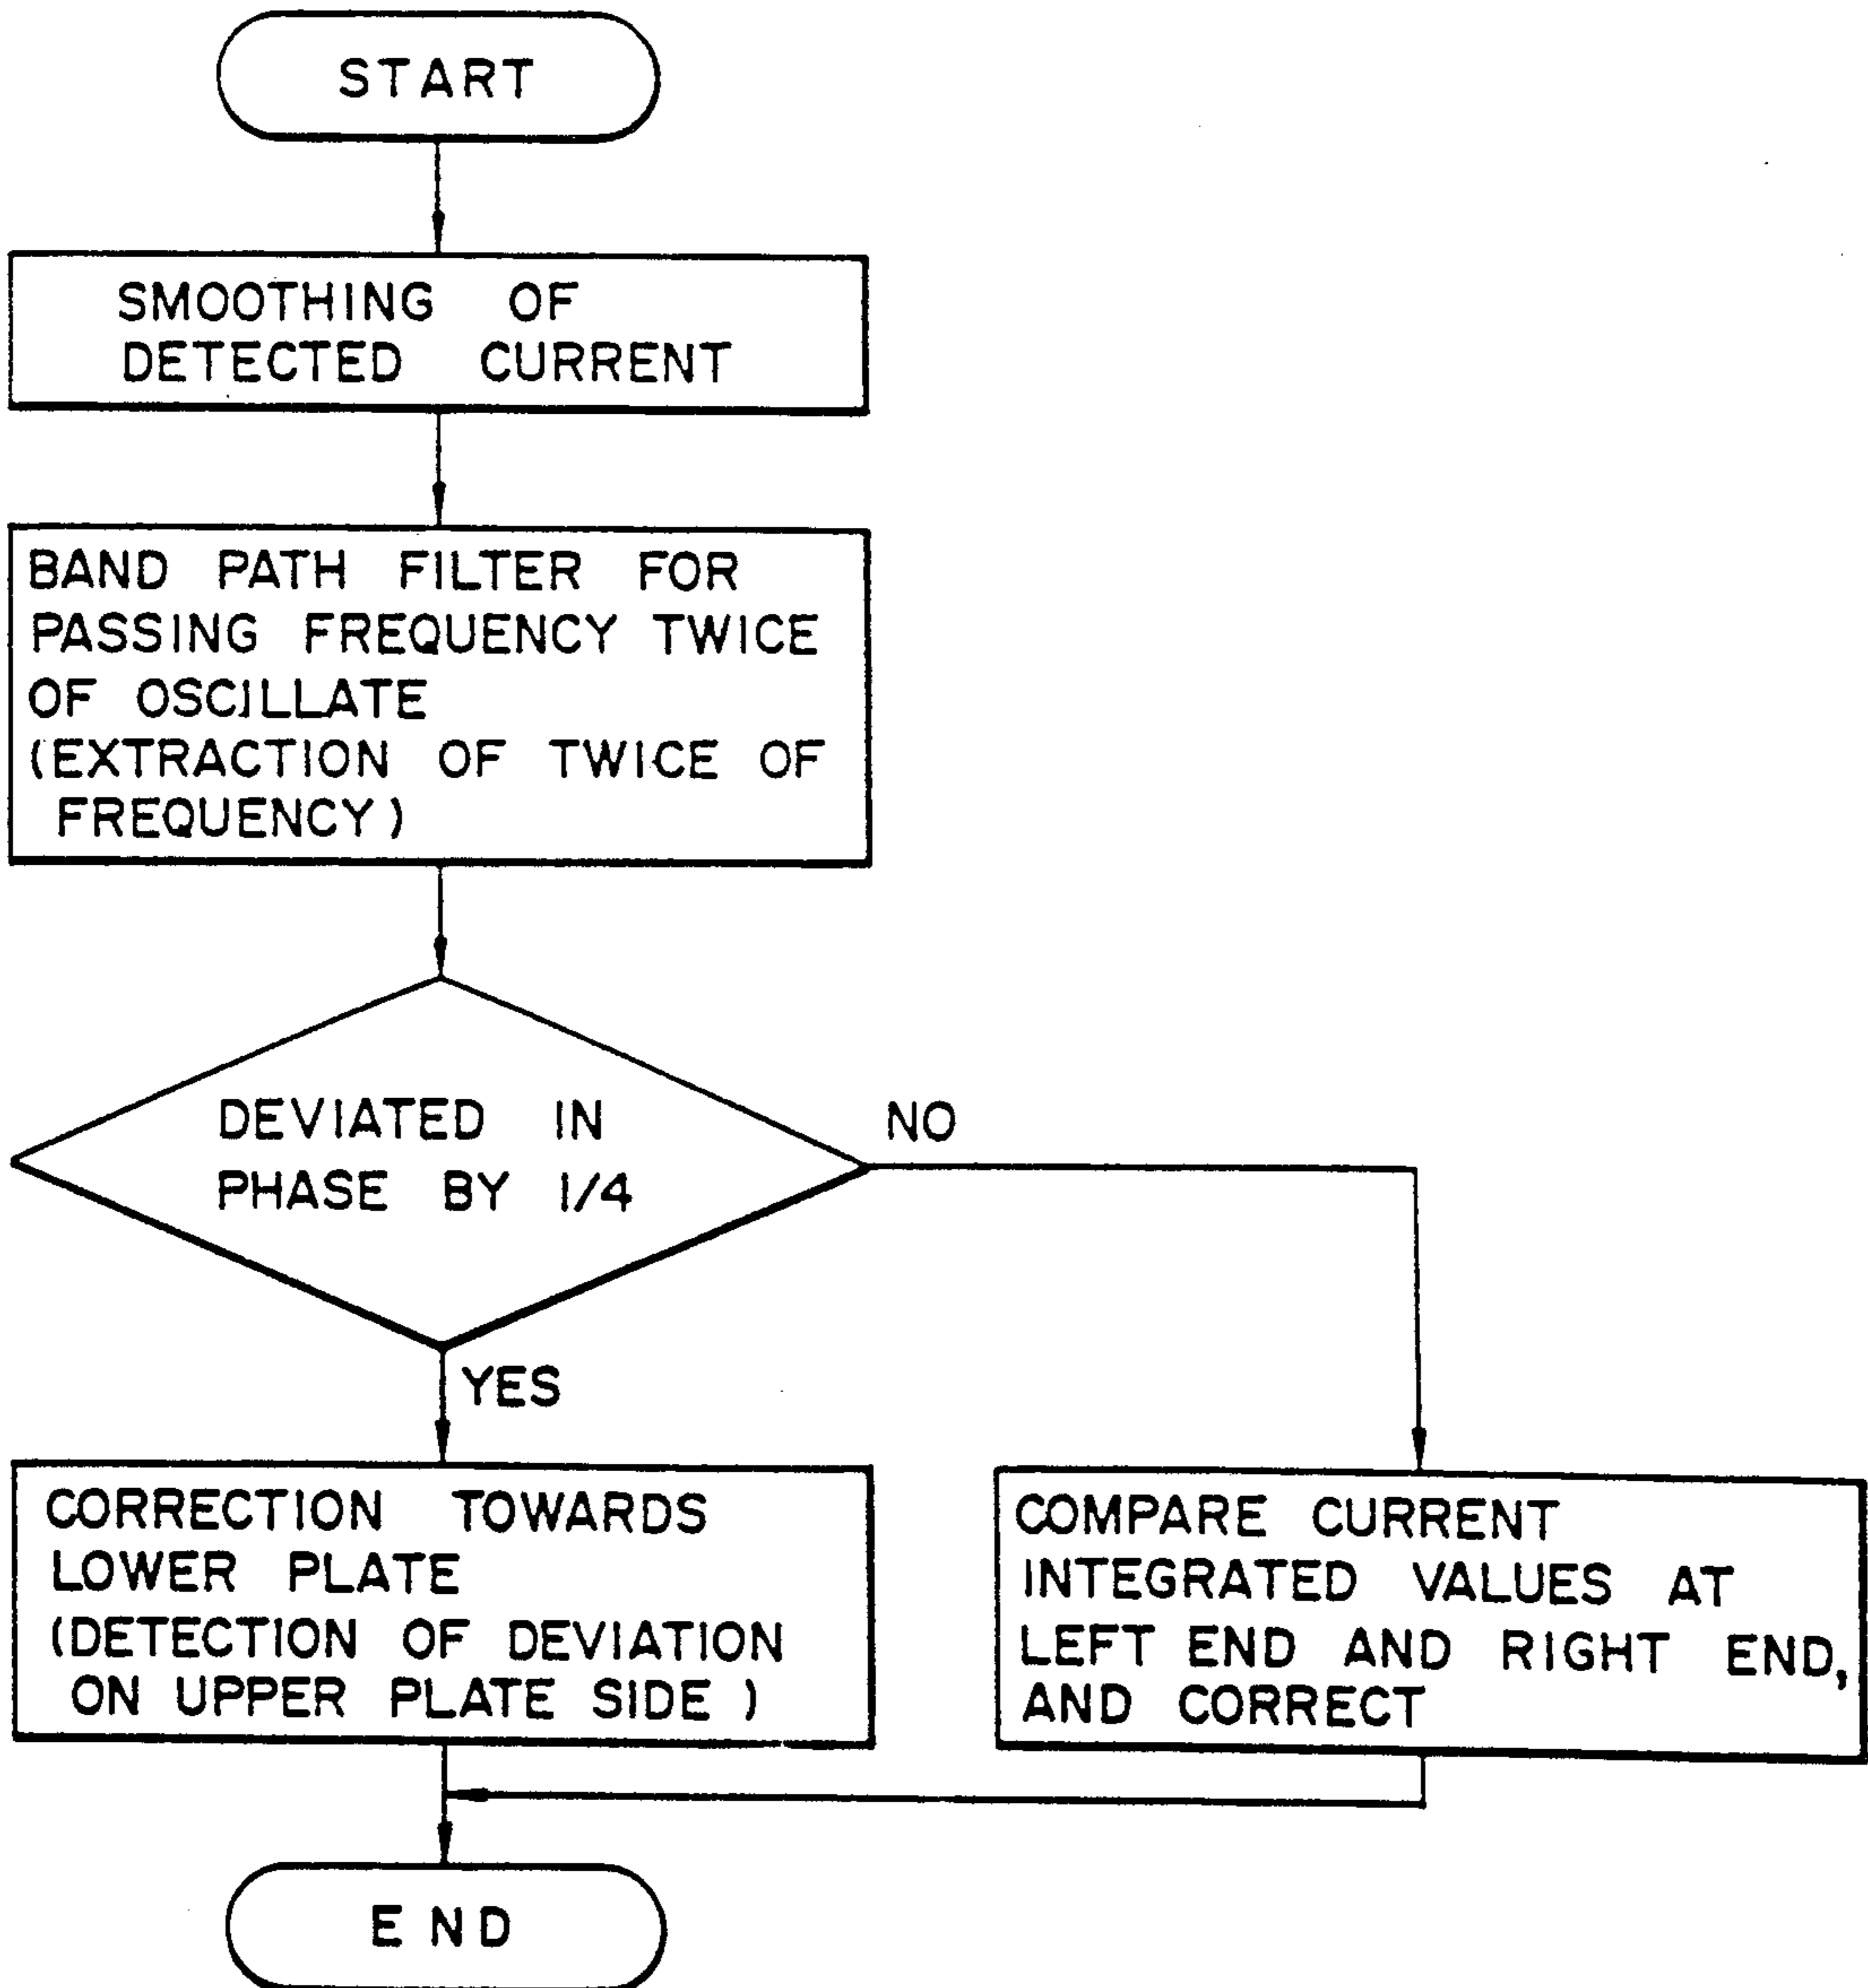 START
SMOOTHING OF
DETECTED CURRENT
BAND PATH FILTER FOR
PASSING FREQUENCY TWICE
OF OSCILLATE
(EXTRACTION OF TWICE OF
FREQUENCY)
DEVIATED IN
PHASE BY 1/4
NO
YES
CORRECTION TOWARDS
LOWER PLATE
(DETECTION OF DEVIATION
ON UPPER PLATE SIDE)
COMPARE CURRENT
INTEGRATED VALUES AT
LEFT END AND RIGHT END,
AND CORRECT
END